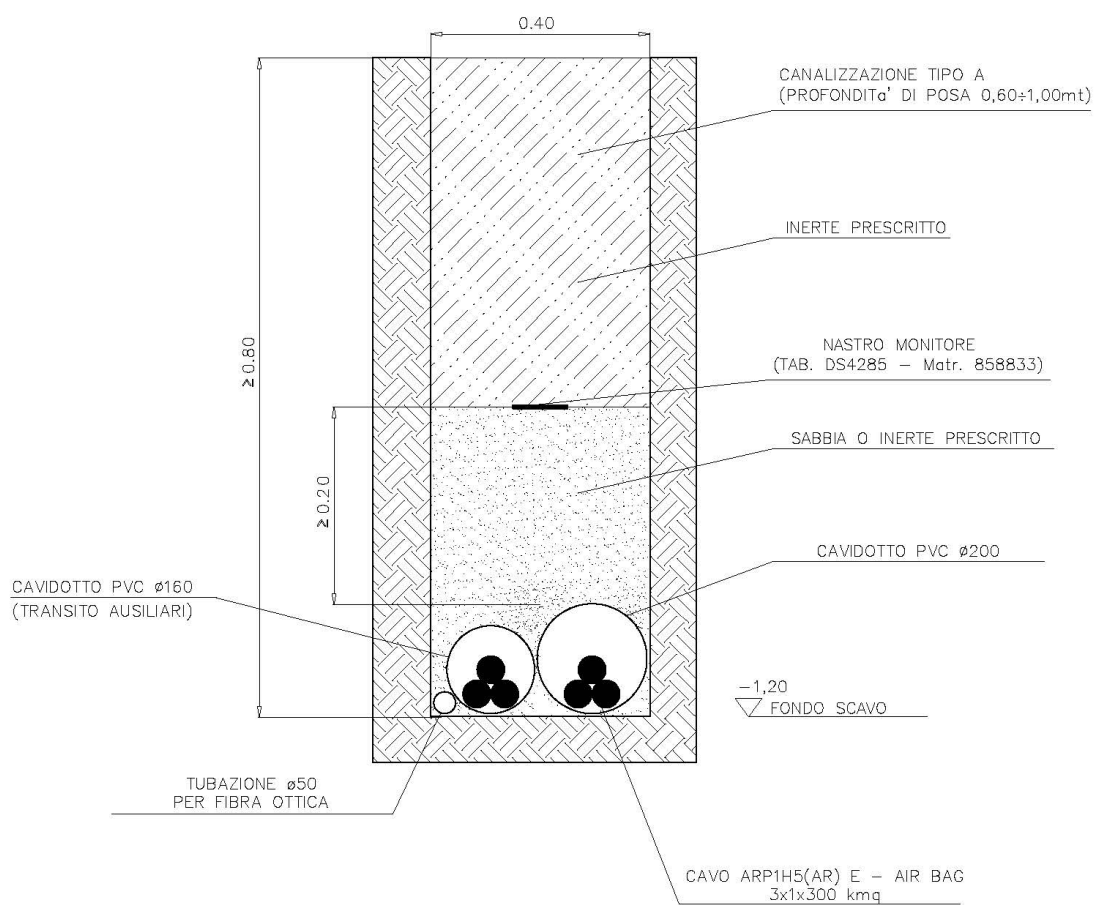 0.40
CANALIZZAZIONE TIPO A
(PROFONDITa' DI POSA 0,60÷1,00mt)
INERTE PRESCRITTO
NASTRO MONITORE
(TAB. DS4285 – Matr. 858833)
≥0.80
SABBIA O INERTE PRESCRITTO
≥0.20
CAVIDOTTO PVC ø200
CAVIDOTTO PVC ø160
(TRANSITO AUSILIARI)
–1,20
FONDO SCAVO
TUBAZIONE ø50
PER FIBRA OTTICA
CAVO ARP1H5(AR) E – AIR BAG
3x1x300 kmq